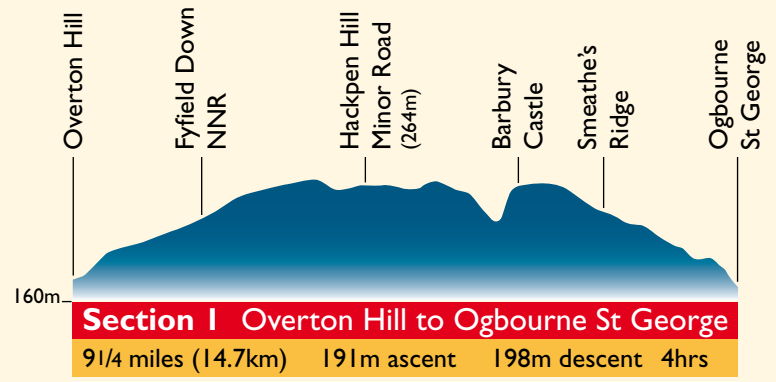 Overton Hill
Fyfield Down
NNR
Hackpen Hill
Minor Road
(264m)
Barbury
Castle
Smeathe's
Ridge
Ogbourne
St George
160m
Section 1 Overton Hill to Ogbourne St George
91/4 miles (14.7km) 191m ascent 198m descent 4hrs